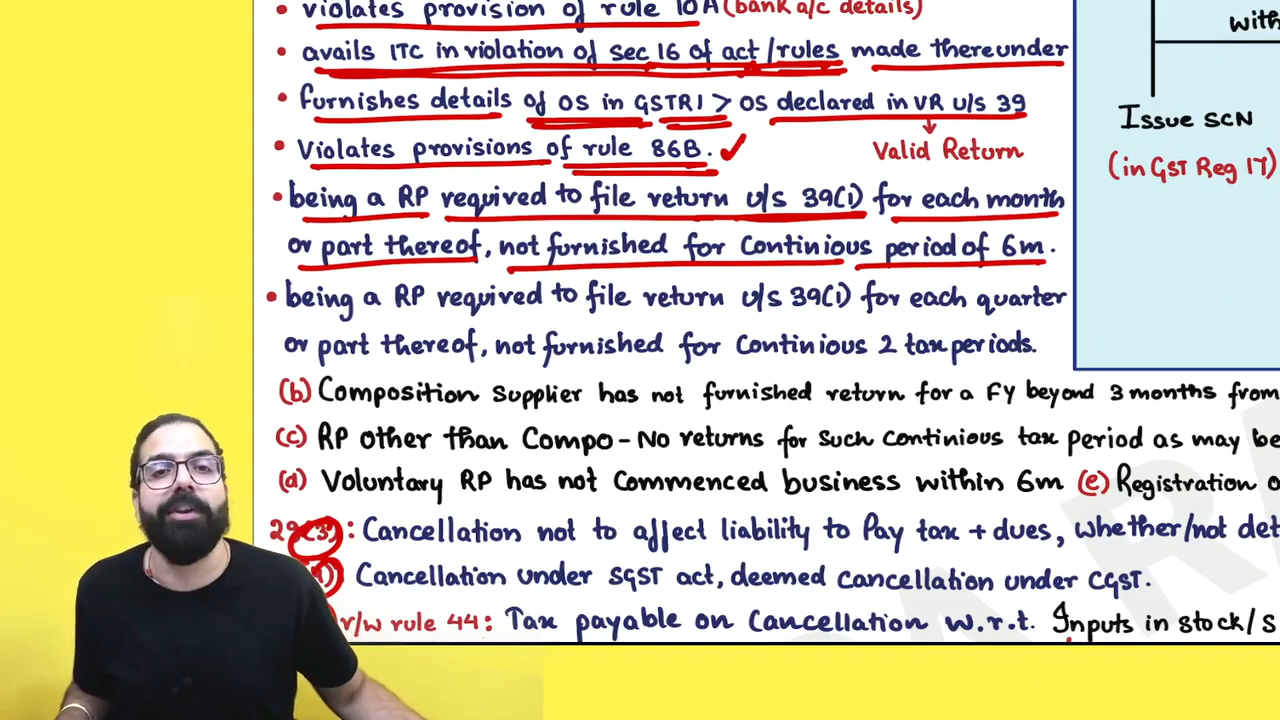 • violates provision of rule 10A (bank a/c details)
• avails ITC in violation of sec 16 of act/rules made thereunder
• furnishes details of OS in GSTR1 > OS declared in VR u/s 39
Valid Return
• Violates provisions of rule 86B.
• being a RP required to file return u/s 39(1) for each month
or part thereof, not furnished for Continious period of 6m.
• being a RP required to file return u/s 39(1) for each quarter
or part thereof, not furnished for Continious 2 tax periods.
(b) Composition Supplier has not furnished return for a FY beyond 3 months from
(c) RP other than Compo - No returns for such continious tax period as may be
(d) Voluntary RP has not Commenced business within 6m (e) Registration
29(3): Cancellation not to affect liability to Pay tax + dues, whether/not det
Cancellation under SGST act, deemed cancellation under CGST.
r/w rule 44: Tax payable on Cancellation w.r.t. Inputs in stock/S
with
Issue SCN
(in GST Reg 17)